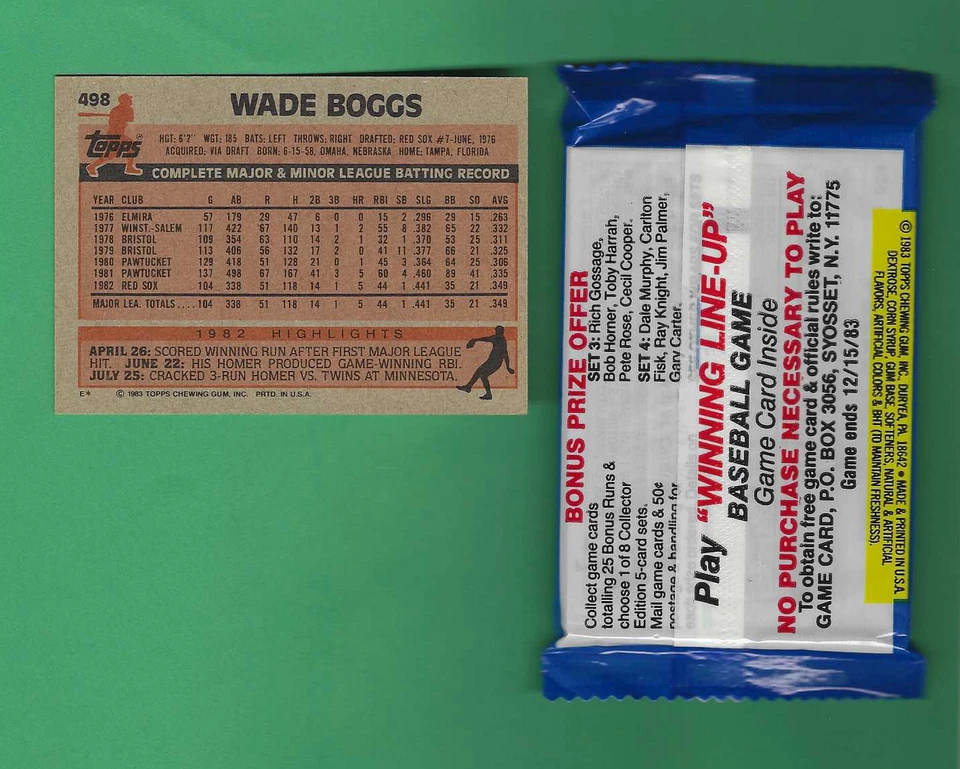 498
WADE BOGGS
Topps
HGT: 6'2" WGT: 185 BATS: LEFT THROWS: RIGHT DRAFTED: RED SOX #7-JUNE, 1976
ACQUIRED: VIA DRAFT BORN: 6-15-58, OMAHA, NEBRASKA HOME: TAMPA, FLORIDA
COMPLETE MAJOR & MINOR LEAGUE BATTING RECORD
YEAR CLUB G AB R H 2B 3B HR RBI SB SLG BB SO AVG
1976 ELMIRA 57 179 29 47 6 0 0 15 2 .296 29 15 .263
1977 WINST.-SALEM 117 422 67 140 13 1 2 55 8 .382 65 22 .332
1978 BRISTOL 109 354 63 110 14 2 1 32 1 .370 53 25 .311
1979 BRISTOL 113 406 56 132 17 2 0 41 11 .377 66 21 .325
1980 PAWTUCKET 129 418 51 128 21 0 1 45 3 .364 64 25 .306
1981 PAWTUCKET 137 498 67 167 41 3 5 60 4 .460 89 41 .335
1982 RED SOX 104 338 51 118 14 1 5 44 1 .441 35 21 .349
MAJOR LEA. TOTALS .... 104 338 51 118 14 1 5 44 1 .441 35 21 .349
1982 HIGHLIGHTS
APRIL 26: SCORED WINNING RUN AFTER FIRST MAJOR LEAGUE
HIT. JUNE 22: HIS HOMER PRODUCED GAME-WINNING RBI.
JULY 25: CRACKED 3-RUN HOMER VS. TWINS AT MINNESOTA.
E* © 1983 TOPPS CHEWING GUM, INC. PRTD. IN U.S.A.
BONUS PRIZE OFFER
Collect game cards
totalling 25 Bonus Runs &
choose 1 of 8 Collector
Edition 5-card sets.
Mail game cards & 50¢
postage & handling for
SET 3: Rich Gossage,
Bob Horner, Toby Harrah,
Pete Rose, Cecil Cooper.
SET 4: Dale Murphy, Carlton
Fisk, Ray Knight, Jim Palmer,
Gary Carter.
Play "WINNING LINE-UP"
BASEBALL GAME
Game Card Inside
NO PURCHASE NECESSARY TO PLAY
To obtain free game card & official rules write to:
GAME CARD, P.O. BOX 3056, SYOSSET, N.Y. 11775
Game ends 12/15/83
© 1983 TOPPS CHEWING GUM, INC., DURYEA, PA. 18642 • MADE & PRINTED IN U.S.A.
DEXTROSE, CORN SYRUP, GUM BASE, SOFTENERS, NATURAL & ARTIFICIAL
FLAVORS, ARTIFICIAL COLORS & BHT (TO MAINTAIN FRESHNESS).